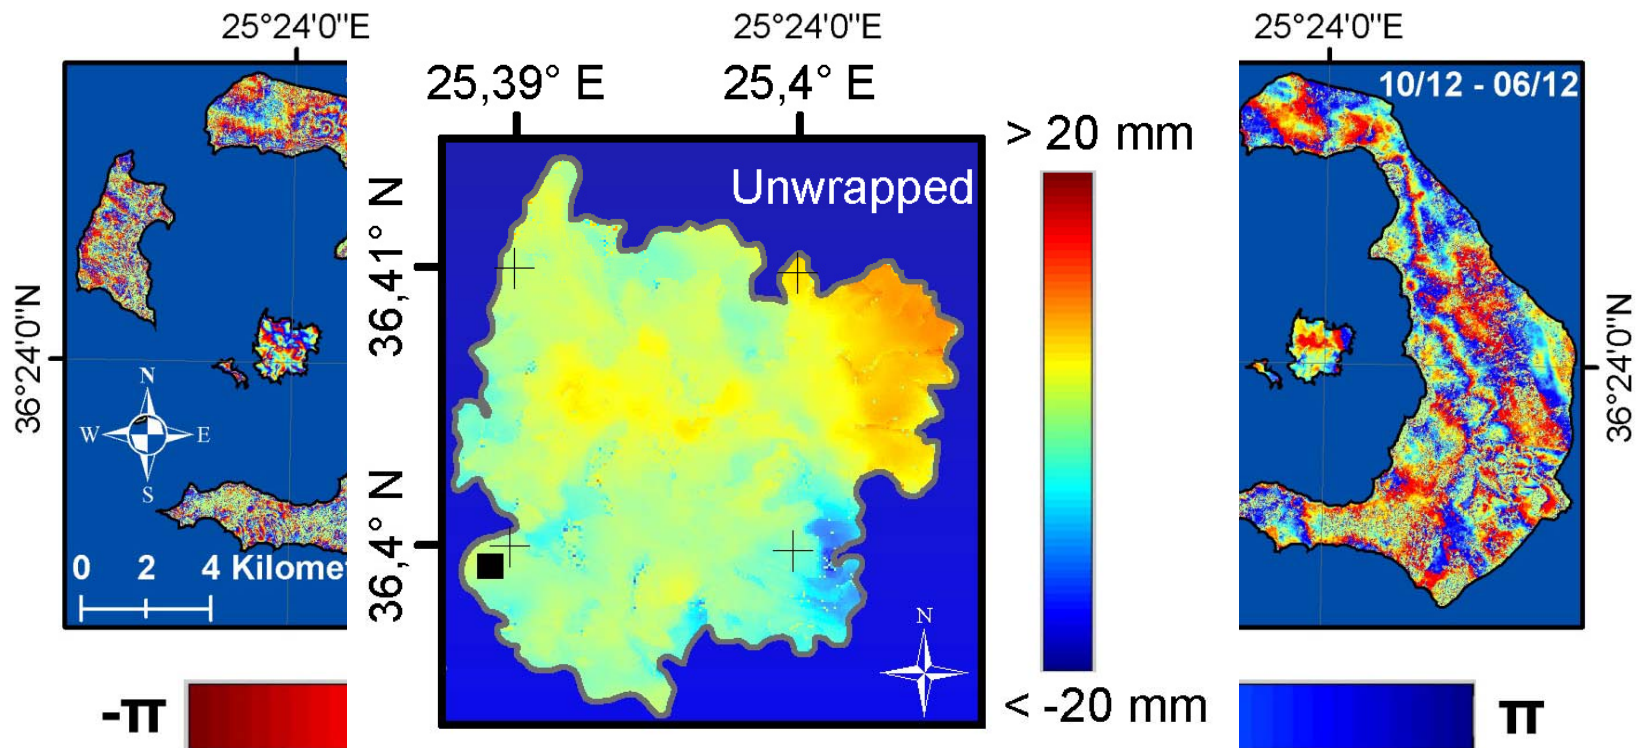 25°24'0"E
25°24'0"E
25°24'0"E
25,39° E
25,4° E
10/12 - 06/12
> 20 mm
Unwrapped
36,41° N
36°24'0"N
36°24'0"N
N
W
E
S
36,4° N
0 2 4 Kilomet
N
< -20 mm
-π
π